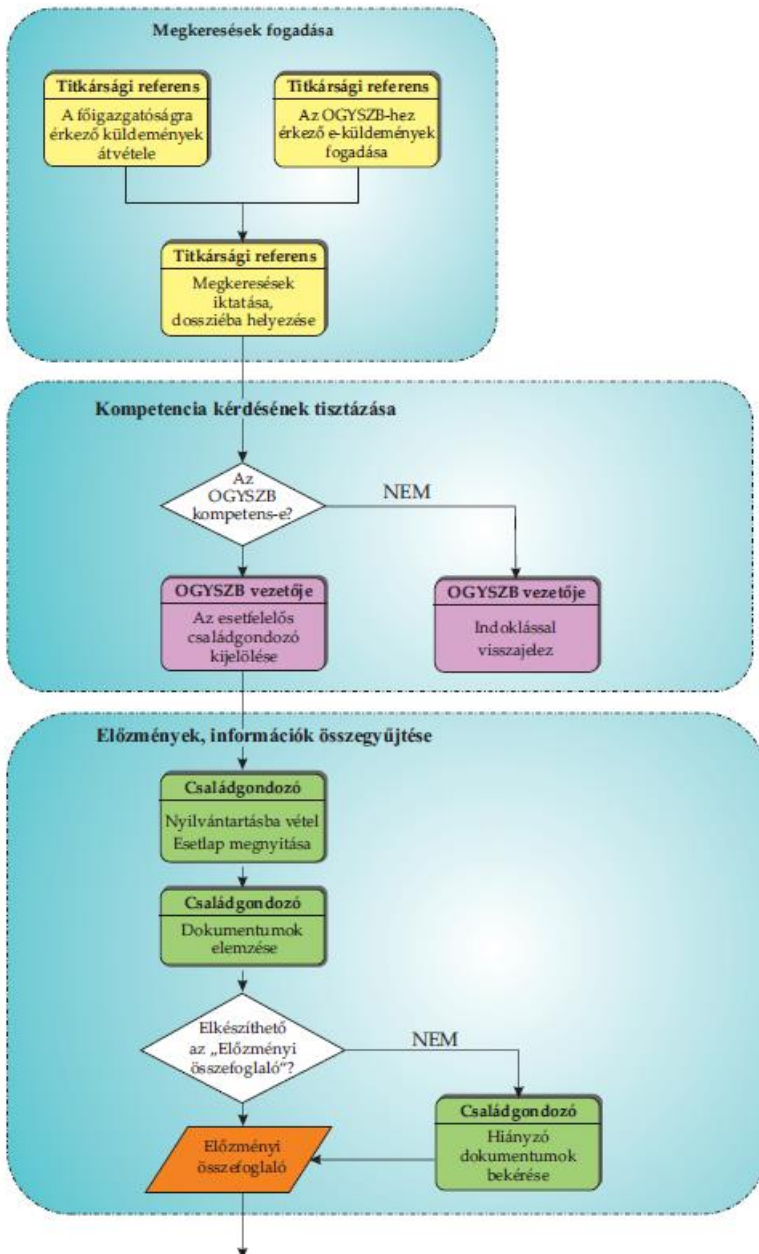 Megkeresések fogadása
Titkársági referens
A főigazgatóságra
érkező küldemények
átvétele
Titkársági referens
Az OGYSZB-hez
érkező e-küldemények
fogadása
Titkársági referens
Megkeresések
iktatása,
dossziéba helyezése
Kompetencia kérdésének tisztázása
Az
OGYSZB
kompetens-e?
NEM
OGYSZB vezetője
Az esetfelelős
családgondozó
kijelölése
OGYSZB vezetője
Indoklással
visszajelez
Előzmények, információk összegyűjtése
Családgondozó
Nyilvántartásba vétel
Esetlap megnyitása
Családgondozó
Dokumentumok
elemzése
Elkészíthető
az „Előzményi
összefoglaló“?
NEM
Családgondozó
Hiányzó
dokumentumok
bekérése
Előzményi
összefoglaló